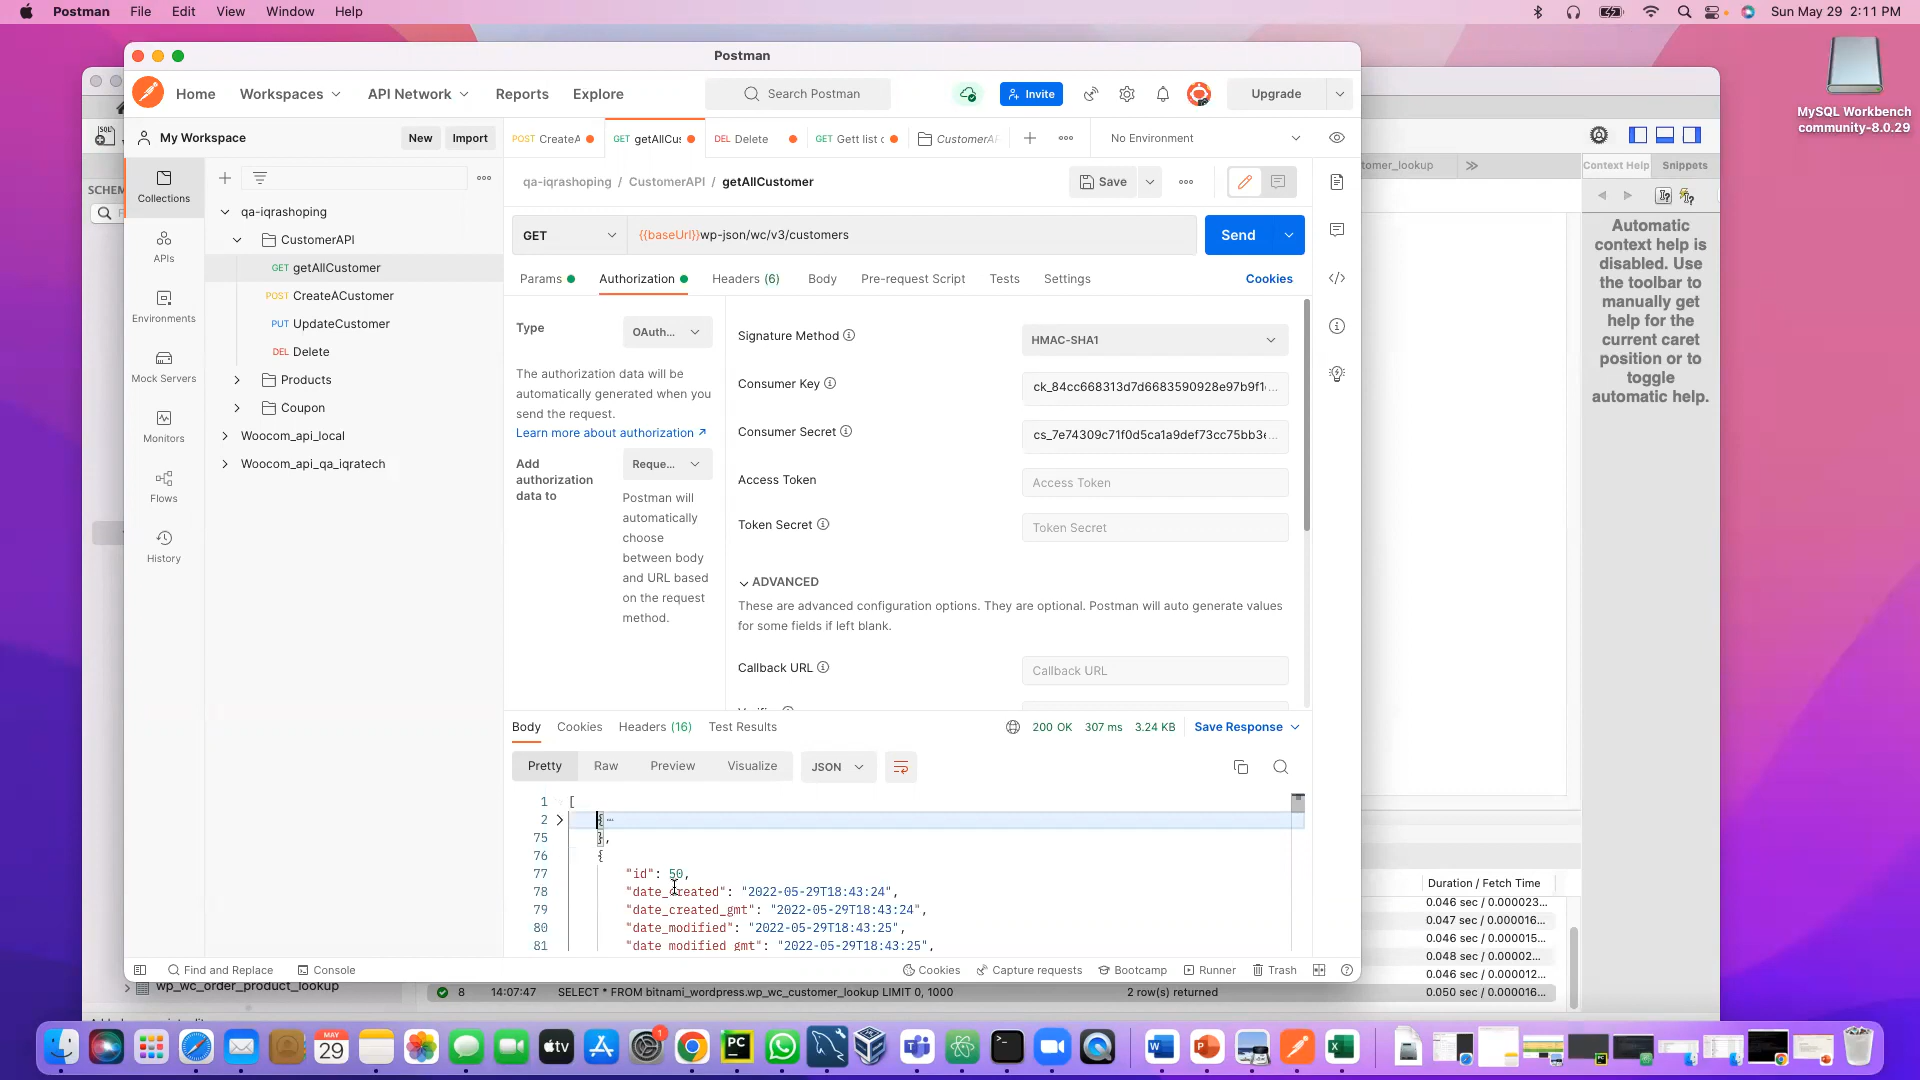 Postman File Edit View Window Help
Sun May 29 2:11 PM
MySQL Workbench
community-8.0.29
Postman
Home Workspaces API Network Reports Explore
Search Postman
Invite
Upgrade
My Workspace
New Import
POST CreateA
GET getAllCus
DEL Delete
GET Gett list c
CustomerAF
No Environment
Collections
APIs
Environments
Mock Servers
Monitors
Flows
History
qa-iqrashoping
CustomerAPI
GET getAllCustomer
POST CreateACustomer
PUT UpdateCustomer
DEL Delete
Products
Coupon
Woocom_api_local
Woocom_api_qa_iqratech
qa-iqrashoping / CustomerAPI / getAllCustomer
Save
GET
{{baseUrl}}wp-json/wc/v3/customers
Send
Params Authorization Headers (6) Body Pre-request Script Tests Settings Cookies
Type
OAuth...
The authorization data will be
automatically generated when you
send the request.
Learn more about authorization ↗
Add
authorization
data to
Reque...
Postman will
automatically
choose
between body
and URL based
on the request
method.
Signature Method
HMAC-SHA1
Consumer Key
ck_84cc668313d7d6683590928e97b9f1...
Consumer Secret
cs_7e74309c71f0d5ca1a9def73cc75bb3...
Access Token
Access Token
Token Secret
Token Secret
ADVANCED
These are advanced configuration options. They are optional. Postman will auto generate values
for some fields if left blank.
Callback URL
Callback URL
Body Cookies Headers (16) Test Results
200 OK 307 ms 3.24 KB Save Response
Pretty Raw Preview Visualize JSON
1 [
2 { ⋯
75 },
76 {
77 "id": 50,
78 "date_created": "2022-05-29T18:43:24",
79 "date_created_gmt": "2022-05-29T18:43:24",
80 "date_modified": "2022-05-29T18:43:25",
81 "date_modified_gmt": "2022-05-29T18:43:25",
Find and Replace Console
Cookies Capture requests Bootcamp Runner Trash
SCHEM
tomer_lookup
Context Help Snippets
Automatic
context help is
disabled. Use
the toolbar to
manually get
help for the
current caret
position or to
toggle
automatic help.
Duration / Fetch Time
0.046 sec / 0.000023...
0.047 sec / 0.000016...
0.046 sec / 0.000015...
0.048 sec / 0.00002...
0.046 sec / 0.000012...
0.050 sec / 0.000016...
wp_wc_order_product_lookup
8 14:07:47 SELECT * FROM bitnami_wordpress.wp_wc_customer_lookup LIMIT 0, 1000 2 row(s) returned
MAY
29
tv
1
PC